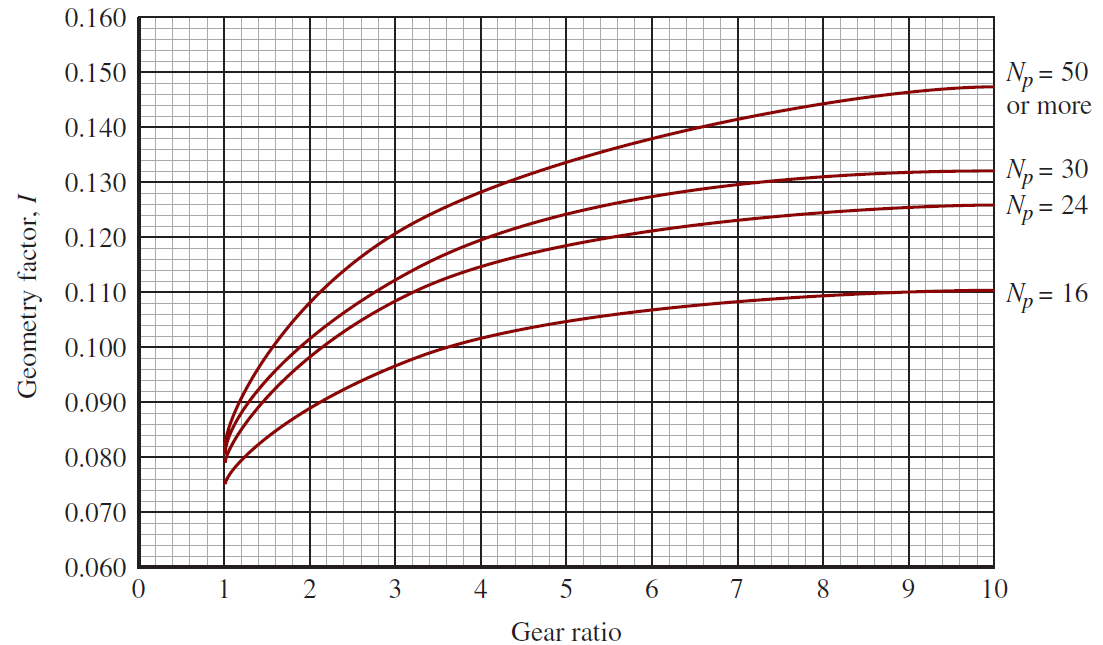 0.160
0.150
0.140
0.130
0.120
0.110
0.100
0.090
0.080
0.070
0.060
Geometry factor, I
0 1 2 3 4 5 6 7 8 9 10
Gear ratio
Np = 50
or more
Np = 30
Np = 24
Np = 16